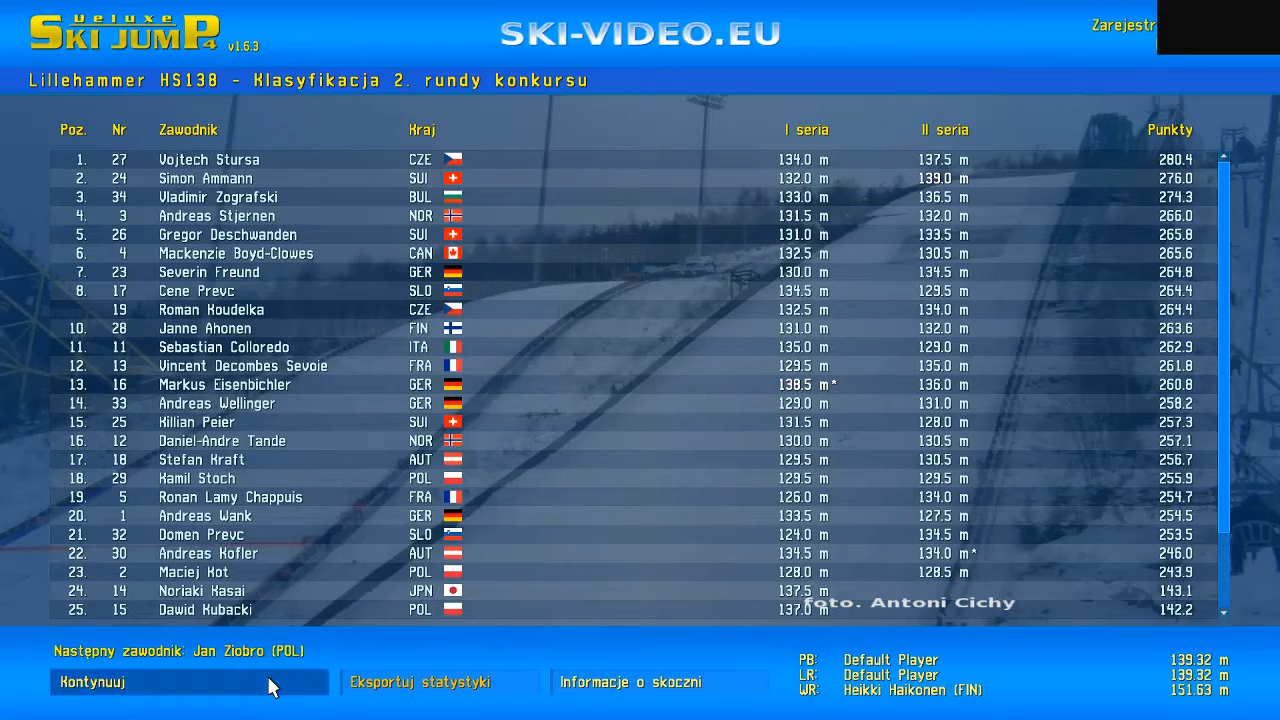 Deluxe
SKI JUMP 4 v1.6.3
SKI-VIDEO.EU
Zarejestr
Lillehammer HS138 - Klasyfikacja 2. rundy konkursu
Poz. Nr Zawodnik Kraj I seria II seria Punkty
1. 27 Vojtech Stursa CZE 134.0 m 137.5 m 280.4
2. 24 Simon Ammann SUI 132.0 m 139.0 m 276.0
3. 34 Vladimir Zografski BUL 133.0 m 136.5 m 274.3
4. 3 Andreas Stjernen NOR 131.5 m 132.0 m 266.0
5. 26 Gregor Deschwanden SUI 131.0 m 133.5 m 265.8
6. 4 Mackenzie Boyd-Clowes CAN 132.5 m 130.5 m 265.6
7. 23 Severin Freund GER 130.0 m 134.5 m 264.8
8. 17 Cene Prevc SLO 134.5 m 129.5 m 264.4
19 Roman Koudelka CZE 132.5 m 134.0 m 264.4
10. 28 Janne Ahonen FIN 131.0 m 132.0 m 263.6
11. 11 Sebastian Colloredo ITA 135.0 m 129.0 m 262.9
12. 13 Vincent Decombes Sevoie FRA 129.5 m 135.0 m 261.8
13. 16 Markus Eisenbichler GER 138.5 m* 136.0 m 260.8
14. 33 Andreas Wellinger GER 129.0 m 131.0 m 258.2
15. 25 Killian Peier SUI 131.5 m 128.0 m 257.3
16. 12 Daniel-Andre Tande NOR 130.0 m 130.5 m 257.1
17. 18 Stefan Kraft AUT 129.5 m 130.5 m 256.7
18. 29 Kamil Stoch POL 129.5 m 129.5 m 255.9
19. 5 Ronan Lamy Chappuis FRA 126.0 m 134.0 m 254.7
20. 1 Andreas Wank GER 133.5 m 127.5 m 254.5
21. 32 Domen Prevc SLO 124.0 m 134.5 m 253.5
22. 30 Andreas Kofler AUT 134.5 m 134.0 m* 246.0
23. 2 Maciej Kot POL 128.0 m 128.5 m 243.9
24. 14 Noriaki Kasai JPN 137.5 m 143.1
25. 15 Dawid Kubacki POL 137.0 m 142.2
foto. Antoni Cichy
Następny zawodnik: Jan Ziobro (POL)
Kontynuuj Eksportuj statystyki Informacje o skoczni
PB: Default Player 139.32 m
LR: Default Player 139.32 m
WR: Heikki Haikonen (FIN) 151.63 m